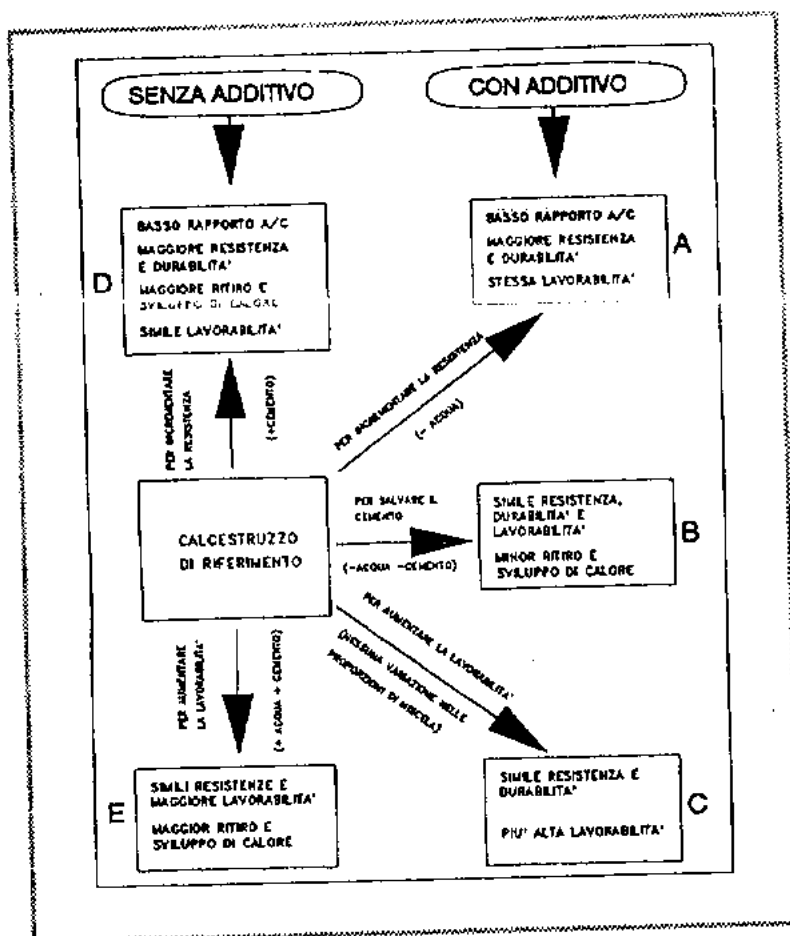 SENZA ADDITIVO
CON ADDITIVO
D
BASSO RAPPORTO A/C
MAGGIORE RESISTENZA
E DURABILITA'
MAGGIORE RITIRO E
SVILUPPO DI CALORE
SIMILE LAVORABILITA'
BASSO RAPPORTO A/C
MAGGIORE RESISTENZA
E DURABILITA'
STESSA LAVORABILITA'
A
PER INCREMENTARE
LA RESISTENZA
(+CEMENTO)
PER INCREMENTARE LA RESISTENZA
(- ACQUA)
CALCESTRUZZO
DI RIFERIMENTO
PER SALVARE IL
CEMENTO
(-ACQUA -CEMENTO)
SIMILE RESISTENZA,
DURABILITA' E
LAVORABILITA'
MINOR RITIRO E
SVILUPPO DI CALORE
B
PER AUMENTARE
LA LAVORABILITA'
(+ ACQUA + CEMENTO)
PER AUMENTARE LA LAVORABILITA'
(NESSUNA VARIAZIONE NELLE
PROPORZIONI DI MISCELA)
E
SIMILI RESISTENZE E
MAGGIORE LAVORABILITA'
MAGGIOR RITIRO E
SVILUPPO DI CALORE
SIMILE RESISTENZA E
DURABILITA'
PIU' ALTA LAVORABILITA'
C